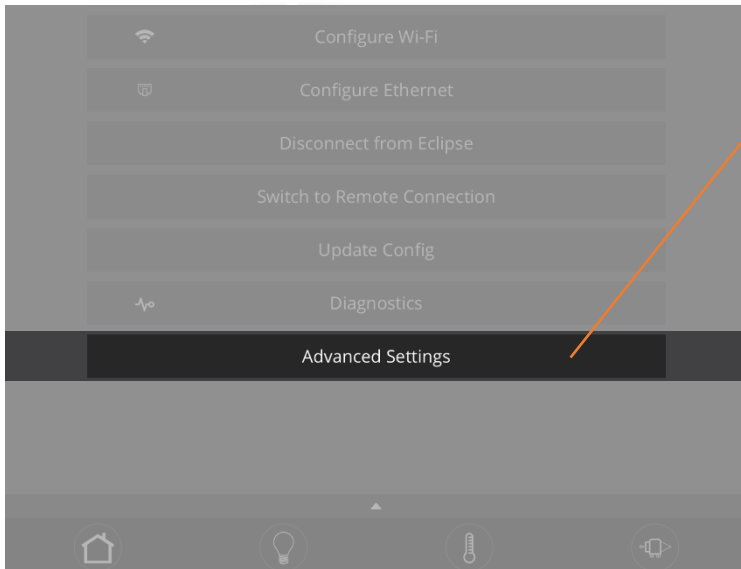 Configure Wi-Fi
Configure Ethernet
Disconnect from Eclipse
Switch to Remote Connection
Update Config
Diagnostics
Advanced Settings